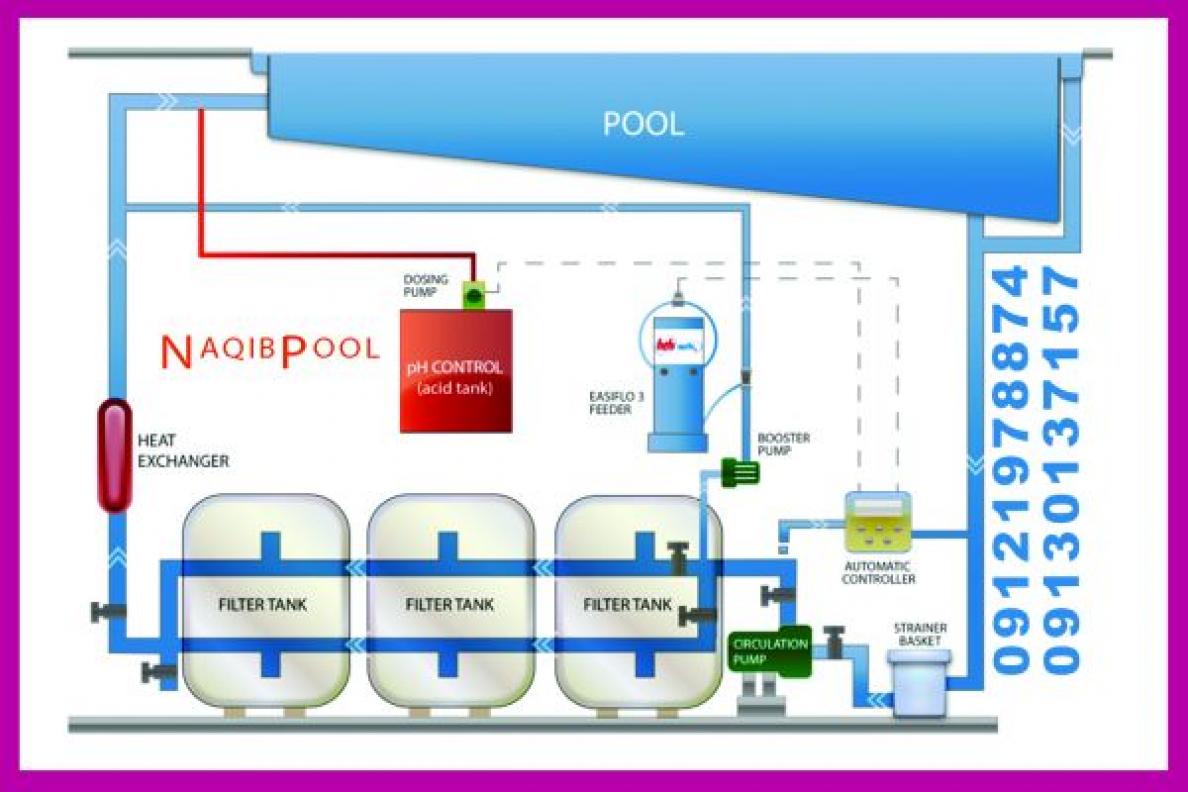 POOL
DOSING
PUMP
NAQIBPOOL
pH CONTROL
(acid tank)
EASIFLO 3
FEEDER
BOOSTER
PUMP
HEAT
EXCHANGER
AUTOMATIC
CONTROLLER
FILTER TANK
FILTER TANK
FILTER TANK
STRAINER
BASKET
CIRCULATION
PUMP
09121978874
09130137157